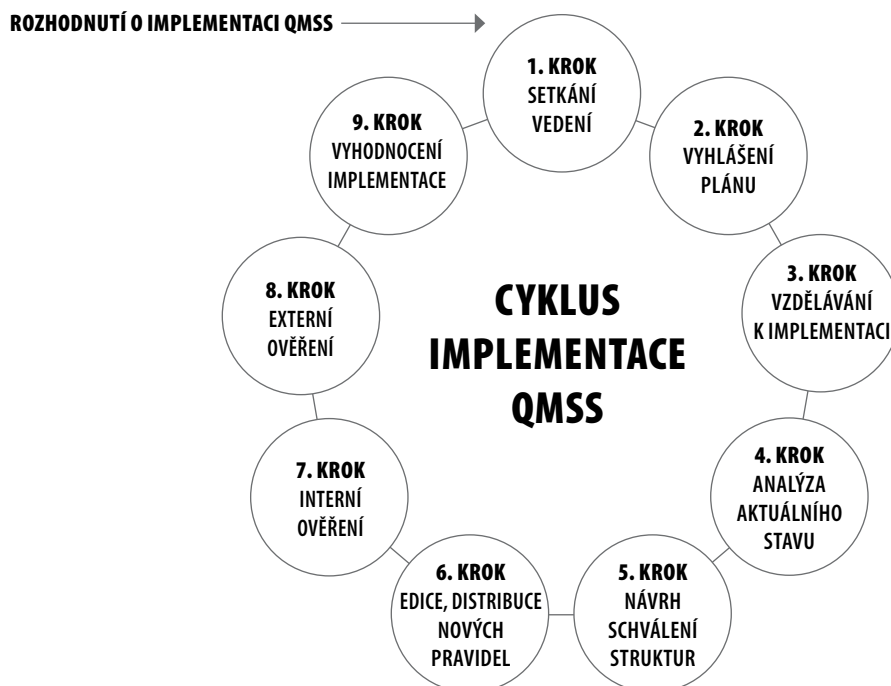 ROZHODNUTÍ O IMPLEMENTACI QMSS
1. KROK
SETKÁNÍ
VEDENÍ
2. KROK
VYHLÁŠENÍ
PLÁNU
3. KROK
VZDĚLÁVÁNÍ
K IMPLEMENTACI
4. KROK
ANALÝZA
AKTUÁLNÍHO
STAVU
5. KROK
NÁVRH
SCHVÁLENÍ
STRUKTUR
6. KROK
EDICE, DISTRIBUCE
NOVÝCH
PRAVIDEL
7. KROK
INTERNÍ
OVĚŘENÍ
8. KROK
EXTERNÍ
OVĚŘENÍ
9. KROK
VYHODNOCENÍ
IMPLEMENTACE
CYKLUS
IMPLEMENTACE
QMSS